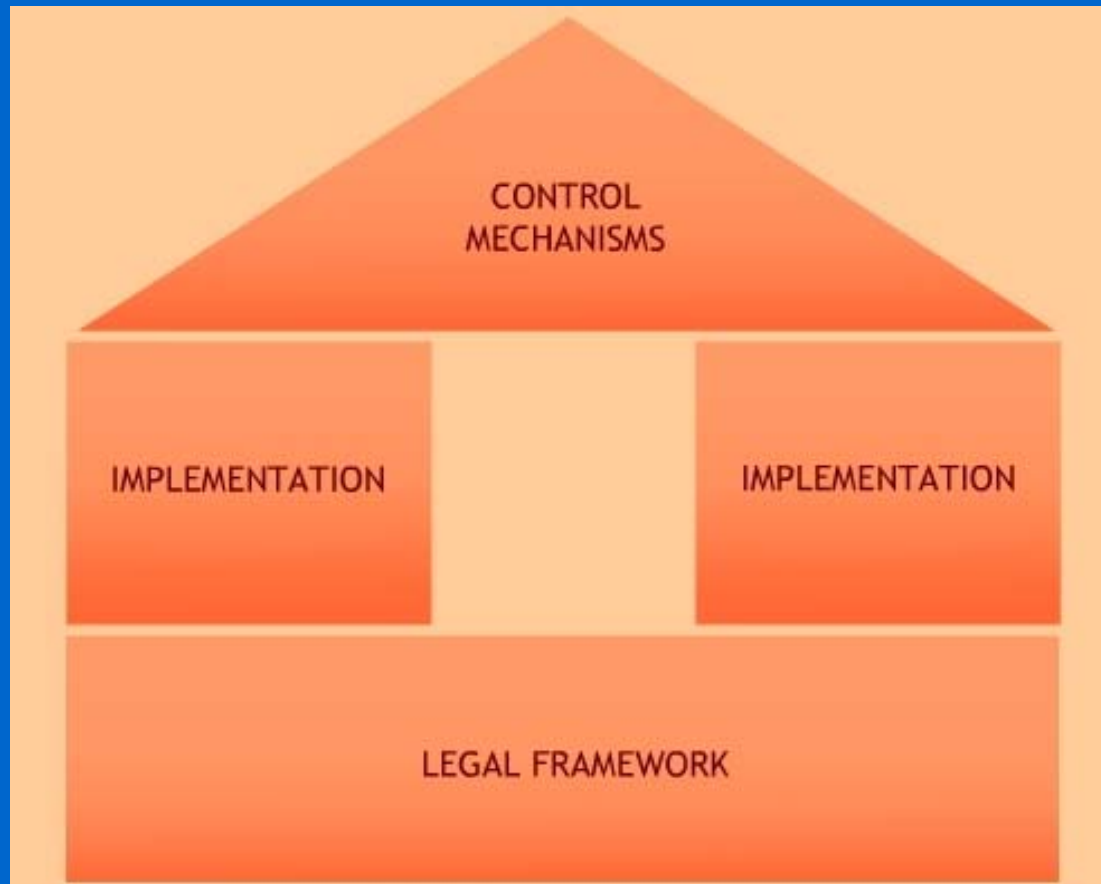 CONTROL
MECHANISMS
IMPLEMENTATION
IMPLEMENTATION
LEGAL FRAMEWORK